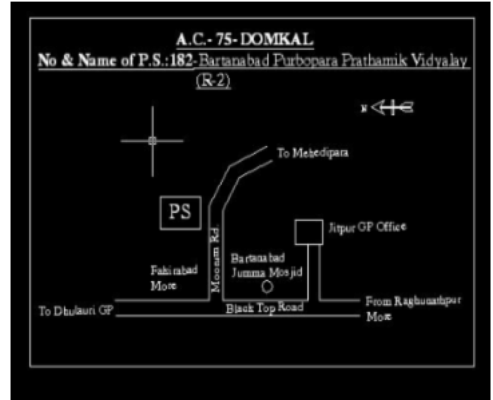 A.C.- 75- DOMKAL
No & Name of P.S.:182-Bartanabad Purbopara Prathamik Vidyalay
(R-2)
N
To Mehedipara
PS
Jitpur GP Office
Moorum Rd.
Bartanabad
Jumma Mosjid
Fakirabad
More
To Dhulauri GP
Black Top Road
From Raghunathpur
More